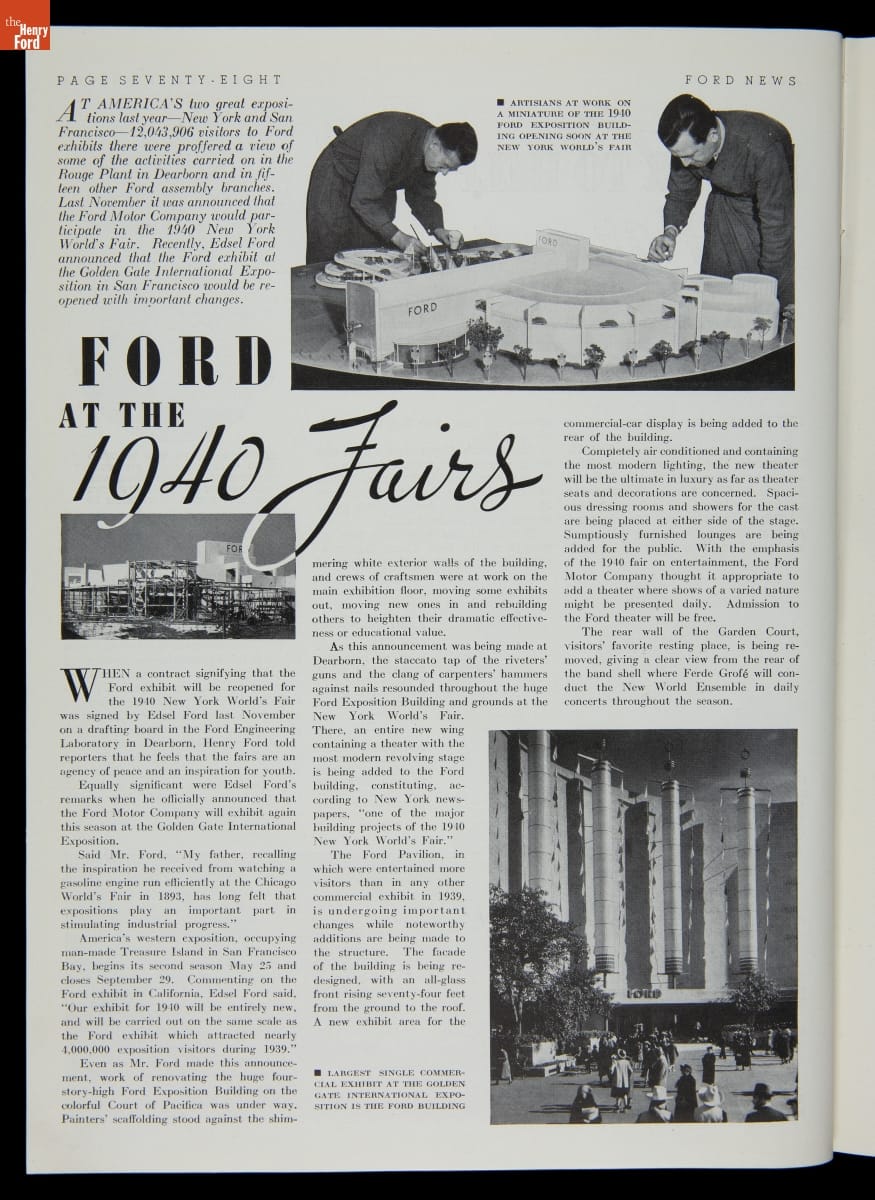 the
Henry
Ford
PAGE SEVENTY-EIGHT
FORD NEWS
AT AMERICA'S two great exposi-
tions last year—New York and San
Francisco—12,043,906 visitors to Ford
exhibits there were proffered a view of
some of the activities carried on in the
Rouge Plant in Dearborn and in fif-
teen other Ford assembly branches.
Last November it was announced that
the Ford Motor Company would par-
ticipate in the 1940 New York
World's Fair. Recently, Edsel Ford
announced that the Ford exhibit at
the Golden Gate International Expo-
sition in San Francisco would be re-
opened with important changes.
■ ARTISIANS AT WORK ON
A MINIATURE OF THE 1940
FORD EXPOSITION BUILD-
ING OPENING SOON AT THE
NEW YORK WORLD'S FAIR
FORD
FORD
FORD
AT THE
1940 Fairs
FOR
WHEN a contract signifying that the
Ford exhibit will be reopened for
the 1940 New York World's Fair
was signed by Edsel Ford last November
on a drafting board in the Ford Engineering
Laboratory in Dearborn, Henry Ford told
reporters that he feels that the fairs are an
agency of peace and an inspiration for youth.
Equally significant were Edsel Ford's
remarks when he officially announced that
the Ford Motor Company will exhibit again
this season at the Golden Gate International
Exposition.
Said Mr. Ford, "My father, recalling
the inspiration he received from watching a
gasoline engine run efficiently at the Chicago
World's Fair in 1893, has long felt that
expositions play an important part in
stimulating industrial progress."
America's western exposition, occupying
man-made Treasure Island in San Francisco
Bay, begins its second season May 25 and
closes September 29. Commenting on the
Ford exhibit in California, Edsel Ford said,
"Our exhibit for 1940 will be entirely new,
and will be carried out on the same scale as
the Ford exhibit which attracted nearly
4,000,000 exposition visitors during 1939."
Even as Mr. Ford made this announce-
ment, work of renovating the huge four-
story-high Ford Exposition Building on the
colorful Court of Pacifica was under way.
Painters' scaffolding stood against the shim-
mering white exterior walls of the building,
and crews of craftsmen were at work on the
main exhibition floor, moving some exhibits
out, moving new ones in and rebuilding
others to heighten their dramatic effective-
ness or educational value.
As this announcement was being made at
Dearborn, the staccato tap of the riveters'
guns and the clang of carpenters' hammers
against nails resounded throughout the huge
Ford Exposition Building and grounds at the
New York World's Fair.
There, an entire new wing
containing a theater with the
most modern revolving stage
is being added to the Ford
building, constituting, ac-
cording to New York news-
papers, "one of the major
building projects of the 1940
New York World's Fair."
The Ford Pavilion, in
which were entertained more
visitors than in any other
commercial exhibit in 1939,
is undergoing important
changes while noteworthy
additions are being made to
the structure. The facade
of the building is being re-
designed, with an all-glass
front rising seventy-four feet
from the ground to the roof.
A new exhibit area for the
commercial-car display is being added to the
rear of the building.
Completely air conditioned and containing
the most modern lighting, the new theater
will be the ultimate in luxury as far as theater
seats and decorations are concerned. Spaci-
ous dressing rooms and showers for the cast
are being placed at either side of the stage.
Sumptiously furnished lounges are being
added for the public. With the emphasis
of the 1940 fair on entertainment, the Ford
Motor Company thought it appropriate to
add a theater where shows of a varied nature
might be presented daily. Admission to
the Ford theater will be free.
The rear wall of the Garden Court,
visitors' favorite resting place, is being re-
moved, giving a clear view from the rear of
the band shell where Ferde Grofé will con-
duct the New World Ensemble in daily
concerts throughout the season.
FORD
■ LARGEST SINGLE COMMER-
CIAL EXHIBIT AT THE GOLDEN
GATE INTERNATIONAL EXPO-
SITION IS THE FORD BUILDING